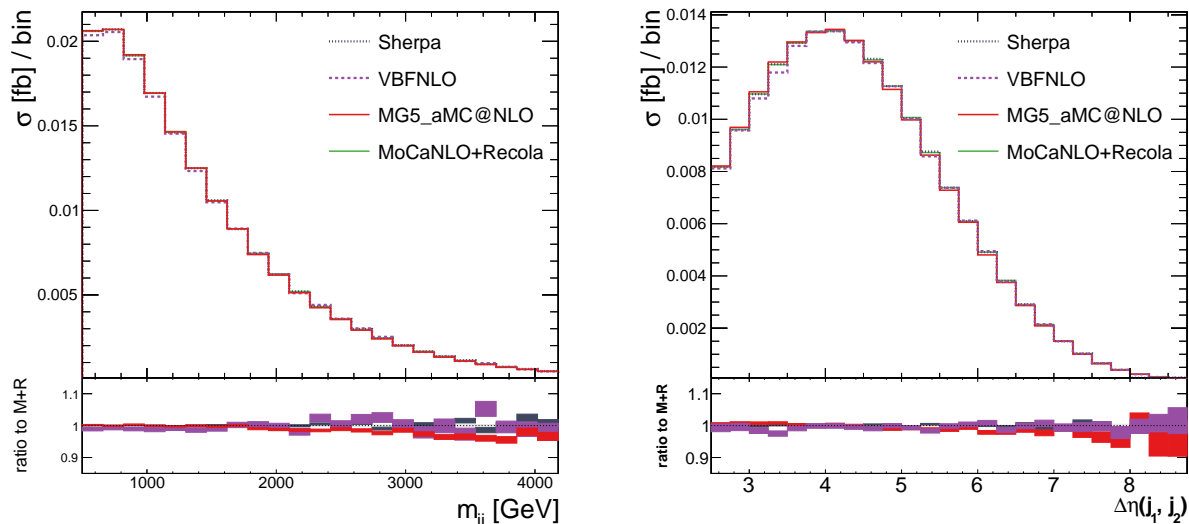 σ [fb] / bin
0.02
0.015
0.01
0.005
Sherpa
VBFNLO
MG5_aMC@NLO
MoCaNLO+Recola
ratio to M+R
1.1
1
0.9
1000 2000 3000 4000
m_jj [GeV]
σ [fb] / bin
0.014
0.012
0.01
0.008
0.006
0.004
0.002
Sherpa
VBFNLO
MG5_aMC@NLO
MoCaNLO+Recola
ratio to M+R
1.1
1
0.9
3 4 5 6 7 8
Δη(j₁, j₂)